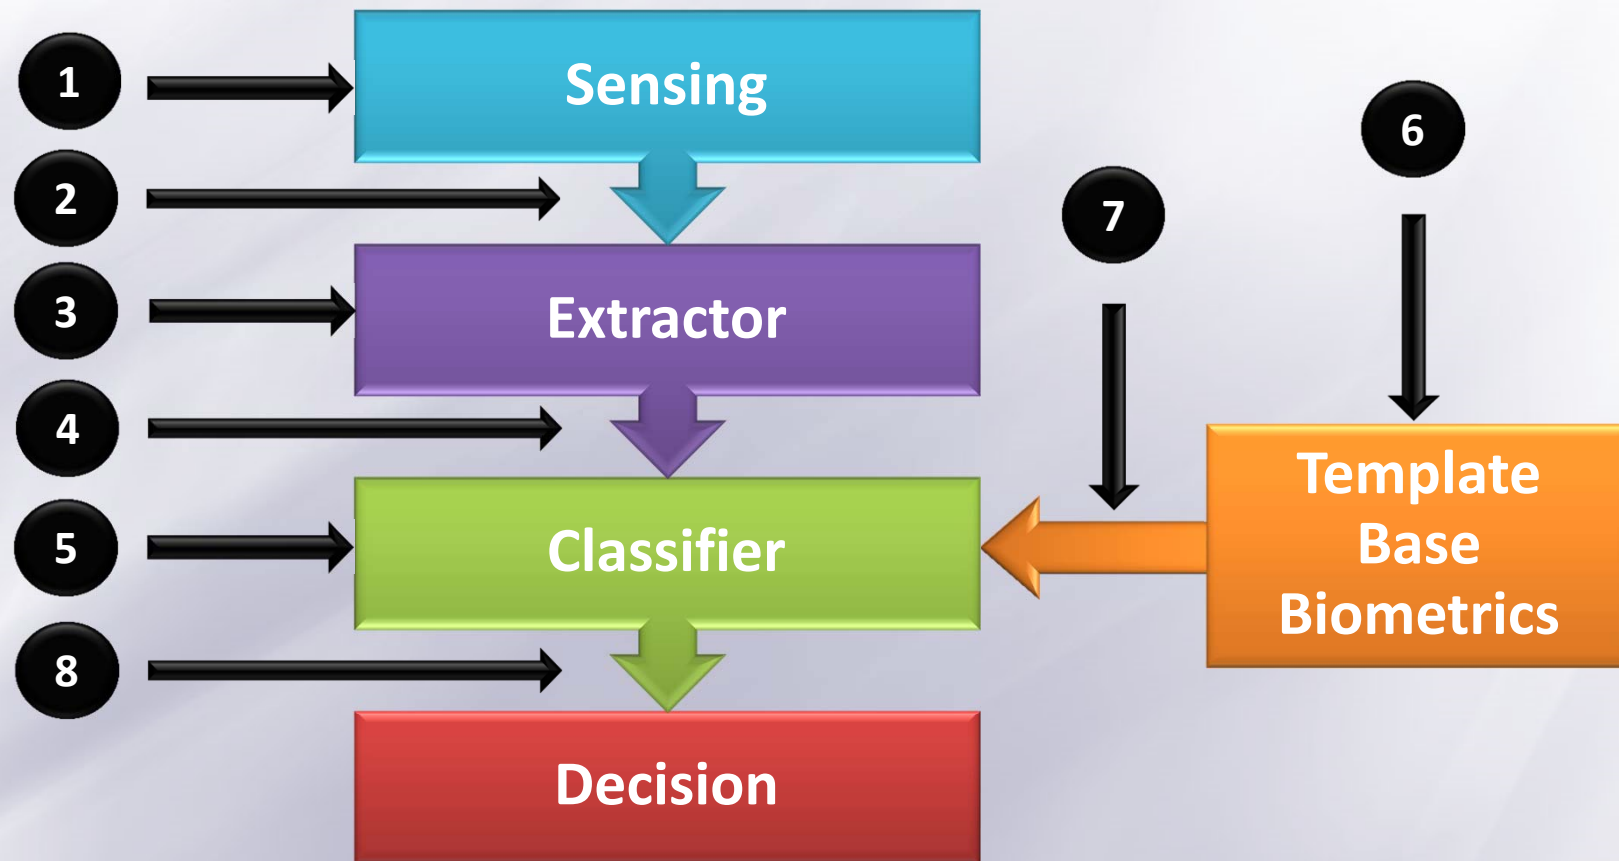 1
Sensing
2
3
Extractor
4
5
Classifier
8
Decision
7
6
Template
Base
Biometrics